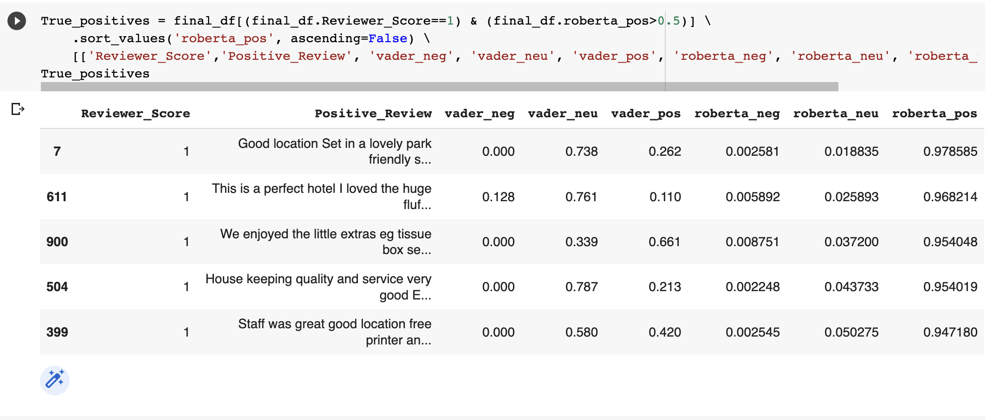 True_positives = final_df[(final_df.Reviewer_Score==1) & (final_df.roberta_pos>0.5)] \
.sort_values('roberta_pos', ascending=False) \
[['Reviewer_Score','Positive_Review', 'vader_neg', 'vader_neu', 'vader_pos', 'roberta_neg', 'roberta_neu', 'roberta_
True_positives
Reviewer_Score Positive_Review vader_neg vader_neu vader_pos roberta_neg roberta_neu roberta_pos
7 1 Good location Set in a lovely park 0.000 0.738 0.262 0.002581 0.018835 0.978585
friendly s...
611 1 This is a perfect hotel I loved the huge 0.128 0.761 0.110 0.005892 0.025893 0.968214
fluf...
900 1 We enjoyed the little extras eg tissue 0.000 0.339 0.661 0.008751 0.037200 0.954048
box se...
504 1 House keeping quality and service very 0.000 0.787 0.213 0.002248 0.043733 0.954019
good E...
399 1 Staff was great good location free 0.000 0.580 0.420 0.002545 0.050275 0.947180
printer an...